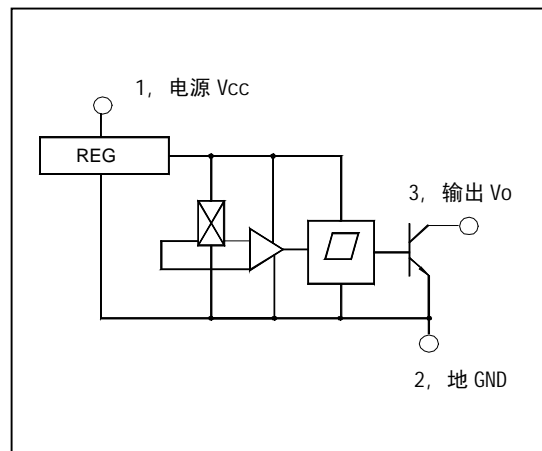 1, 电源 Vcc
REG
3, 输出 Vo
2, 地 GND